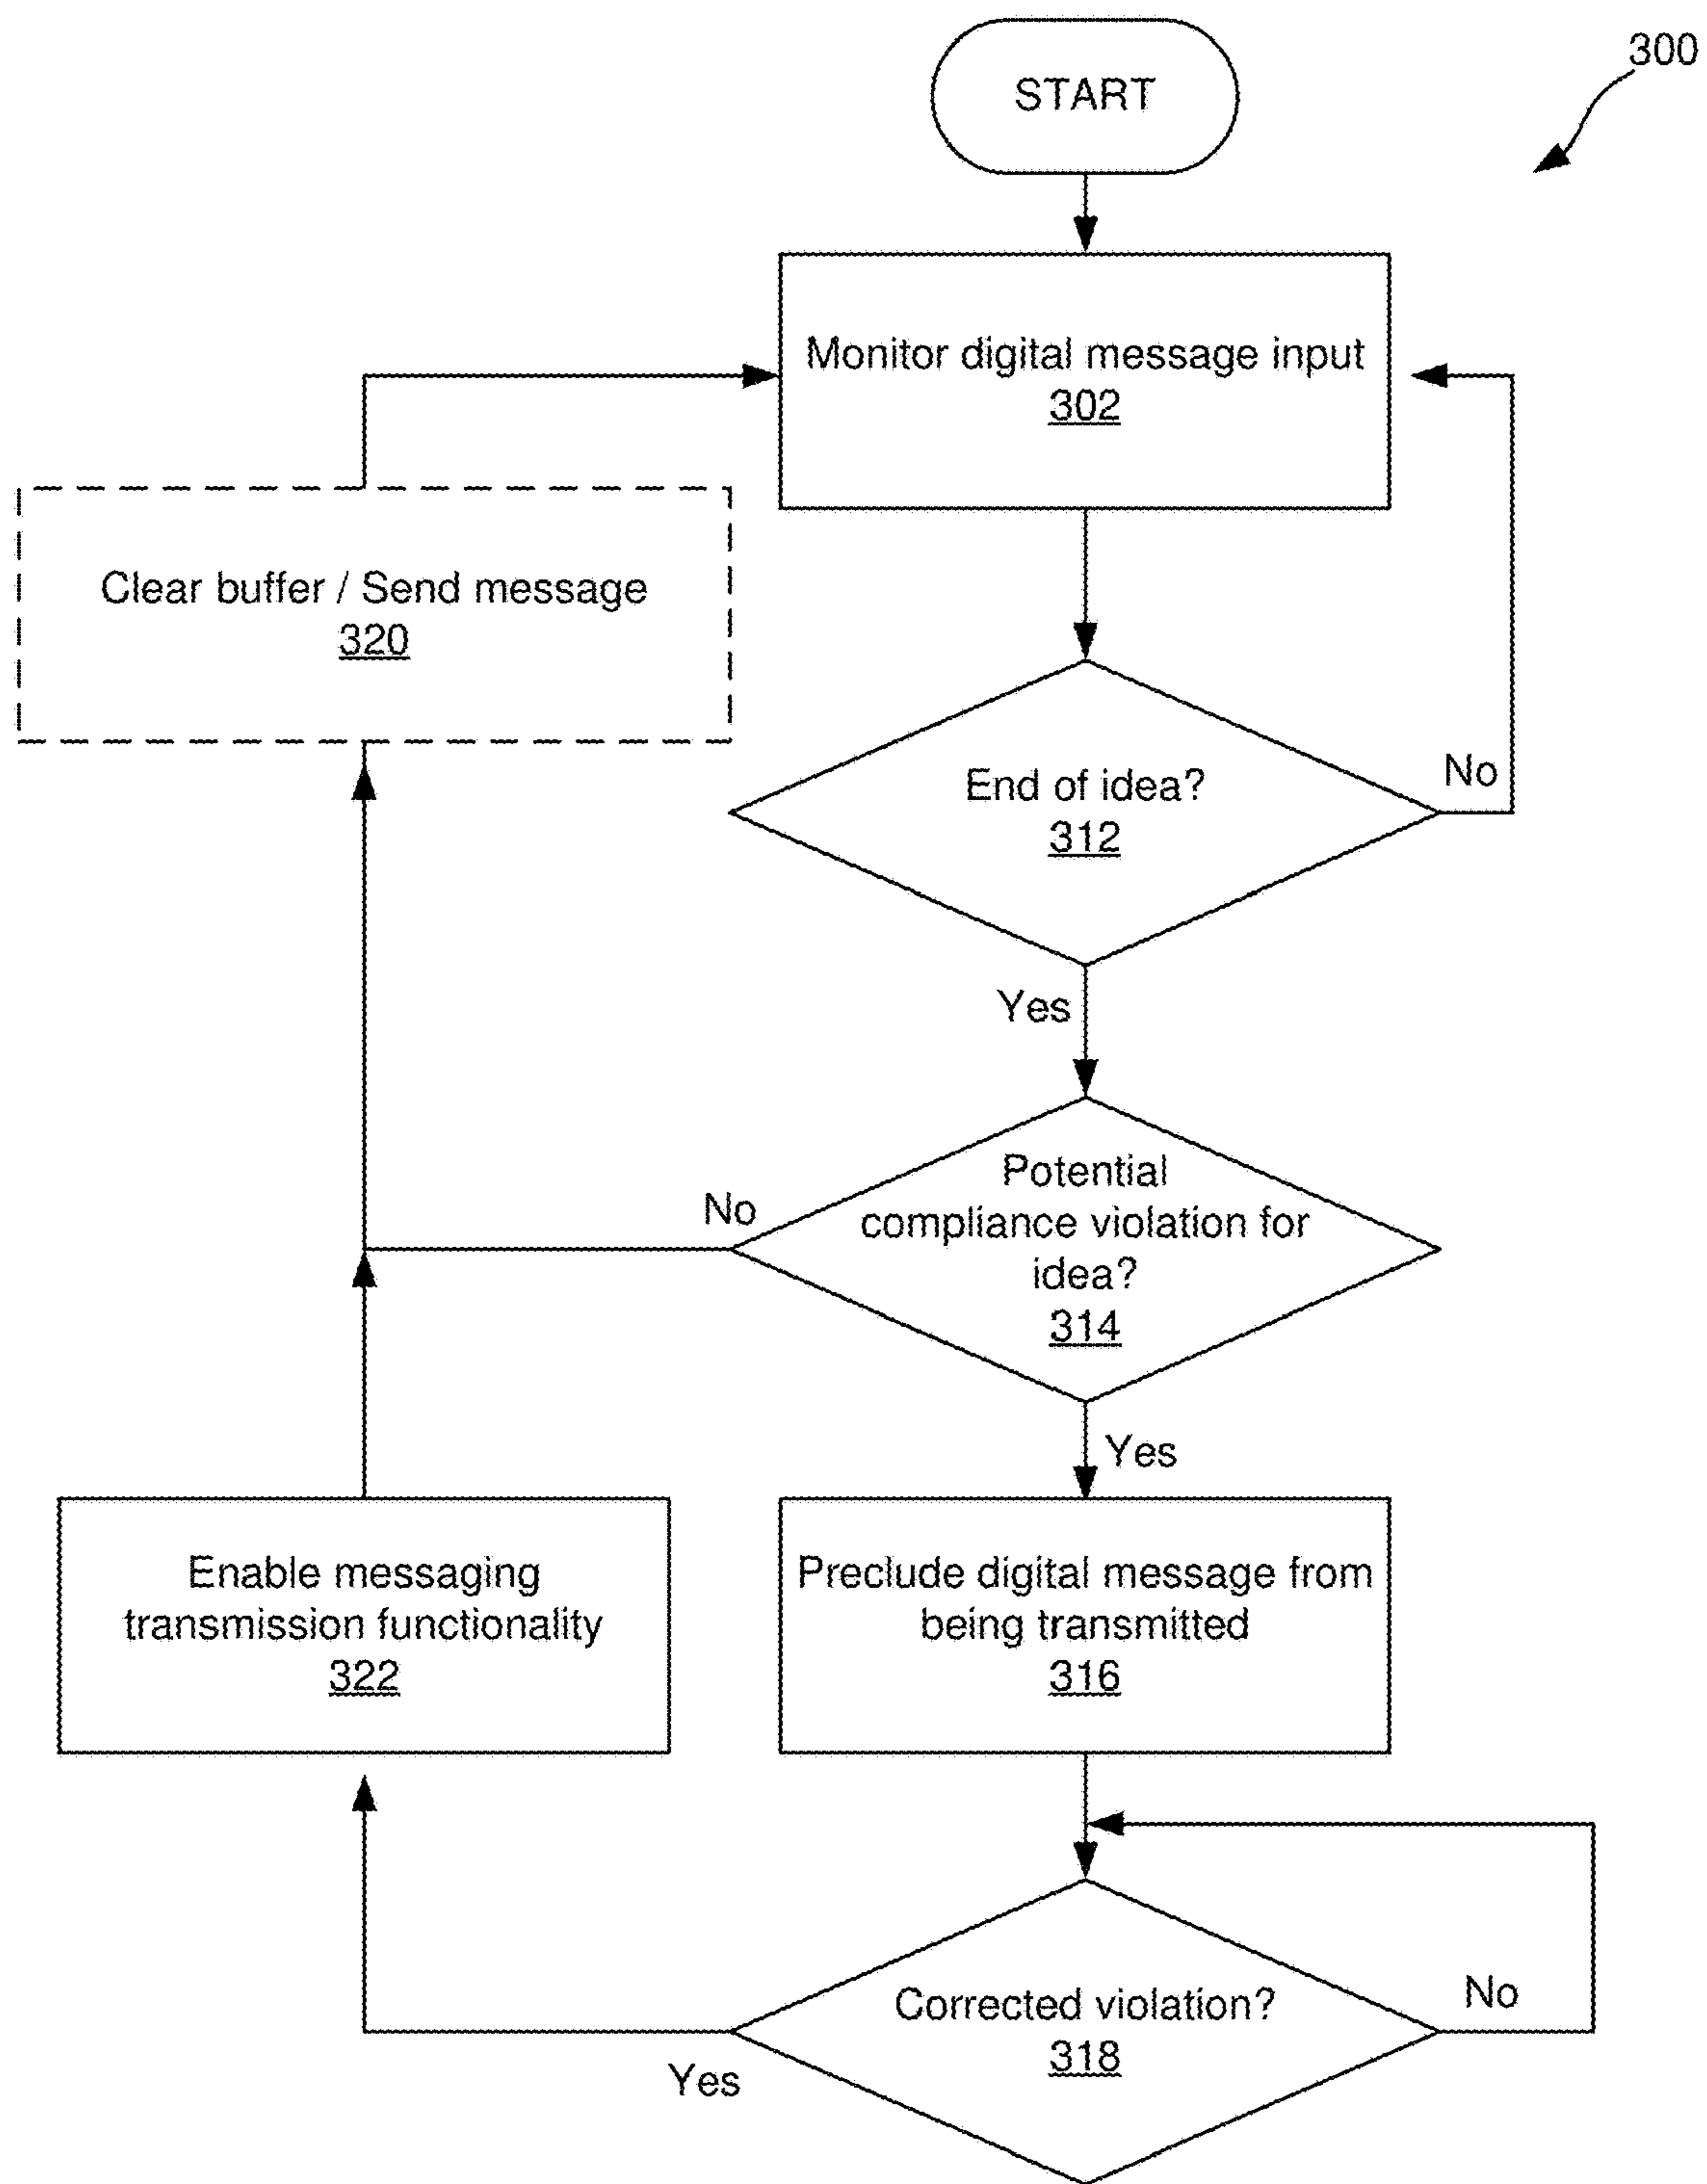 300
START
Monitor digital message input
302
Clear buffer / Send message
320
End of idea?
312
No
Yes
Potential
compliance violation for
idea?
314
No
Yes
Enable messaging
transmission functionality
322
Preclude digital message from
being transmitted
316
Corrected violation?
318
No
Yes